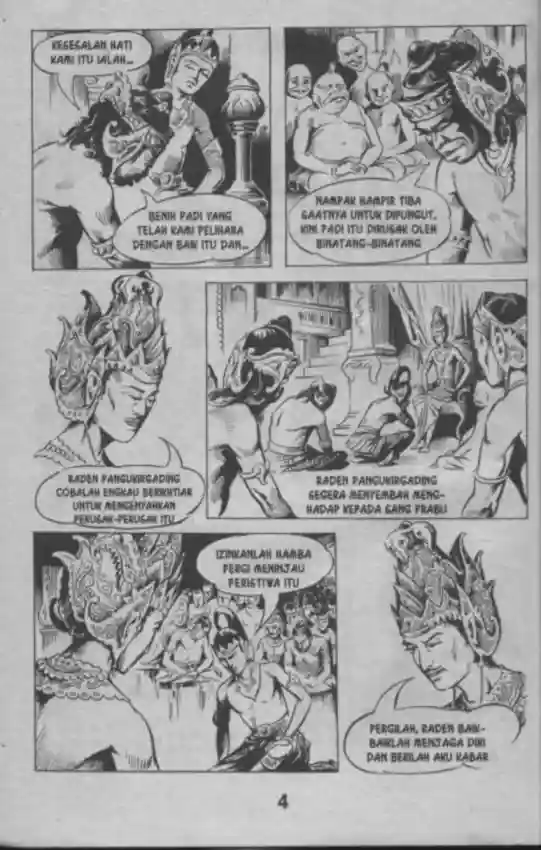 KESESALAN HATI
KAMI ITU IALAH...
BENIH PADI YANG
TELAH KAMI PELIHARA
DENGAN BAIK ITU DAN...
NAMPAK HAMPIR TIBA
SAATNYA UNTUK DIPUNGUT.
KINI PADI ITU DIRUSAK OLEH
BINATANG-BINATANG
RADEN PANGUKIRGADING
COBALAH ENGKAU BERIKHTIAR
UNTUK MENGENYAHKAN
PERUSAK-PERUSAK ITU
RADEN PANGUKIRGADING
SEGERA MENYEMBAH MENG-
HADAP KEPADA SANG PRABU
IZINKANLAH HAMBA
PERGI MENINJAU
PERISTIWA ITU
PERGILAH, RADEN BAIK-
BAIKLAH MENJAGA DIRI
DAN BERILAH AKU KABAR
4